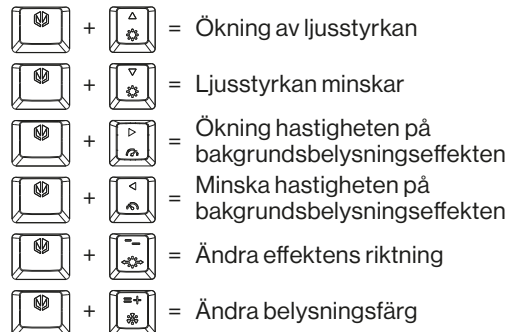 + = Ökning av ljusstyrkan
+ = Ljusstyrkan minskar
+ = Ökning hastigheten på
bakgrundsbelysningseffekten
+ = Minska hastigheten på
bakgrundsbelysningseffekten
+ = Ändra effektens riktning
+ = Ändra belysningsfärg